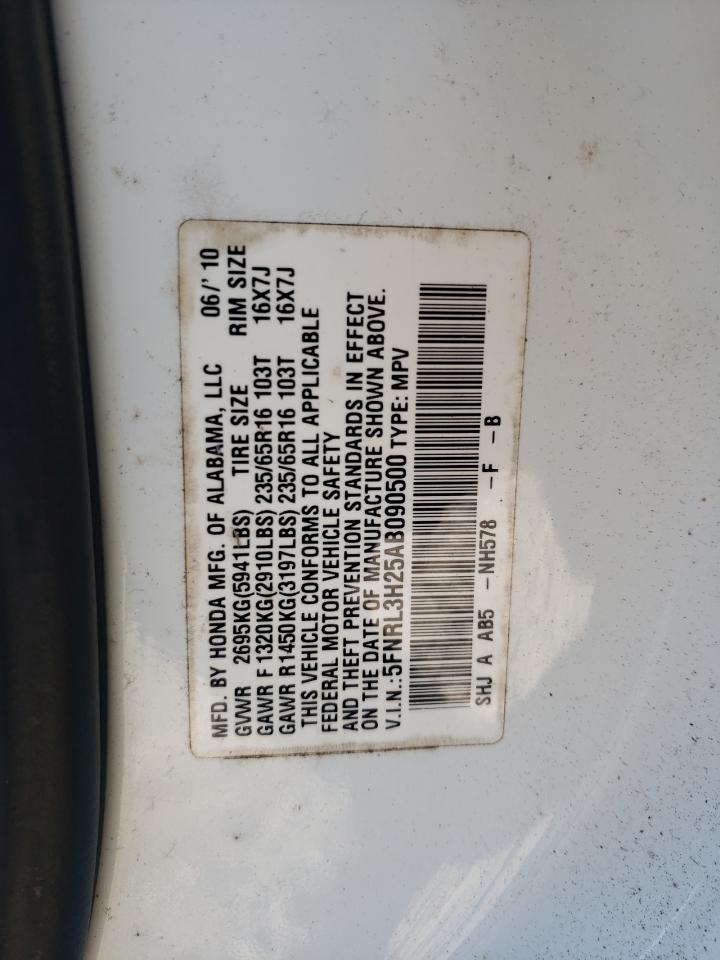 MFD. BY HONDA MFG. OF ALABAMA, LLC 06/'10
GVWR 2695KG(5941LBS) TIRE SIZE RIM SIZE
GAWR F 1320KG(2910LBS) 235/65R16 103T 16X7J
GAWR R1450KG(3197LBS) 235/65R16 103T 16X7J
THIS VEHICLE CONFORMS TO ALL APPLICABLE
FEDERAL MOTOR VEHICLE SAFETY
AND THEFT PREVENTION STANDARDS IN EFFECT
ON THE DATE OF MANUFACTURE SHOWN ABOVE.
V.I.N.:5FNRL3H25AB090500 TYPE: MPV
SHJ A AB5 -NH578 -F -B